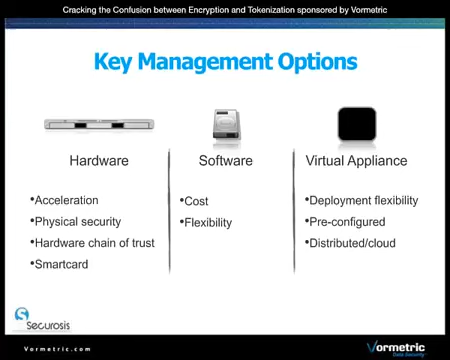 Cracking the Confusion between Encryption and Tokenization sponsored by Vormetric
Key Management Options
Hardware
•Acceleration
•Physical security
•Hardware chain of trust
•Smartcard
Software
•Cost
•Flexibility
Virtual Appliance
•Deployment flexibility
•Pre-configured
•Distributed/cloud
S
Securosis
Vormetric.com
Vormetric
Data Security